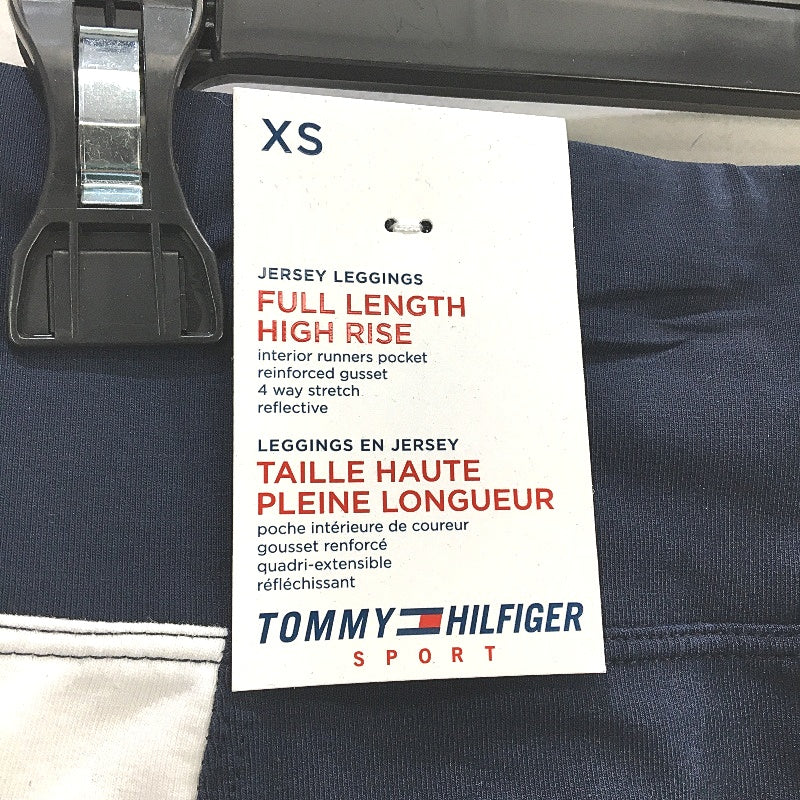 XS
JERSEY LEGGINGS
FULL LENGTH
HIGH RISE
interior runners pocket
reinforced gusset
4 way stretch
reflective
LEGGINGS EN JERSEY
TAILLE HAUTE
PLEINE LONGUEUR
poche intérieure de coureur
gousset renforcé
quadri-extensible
réfléchissant
TOMMY HILFIGER
SPORT